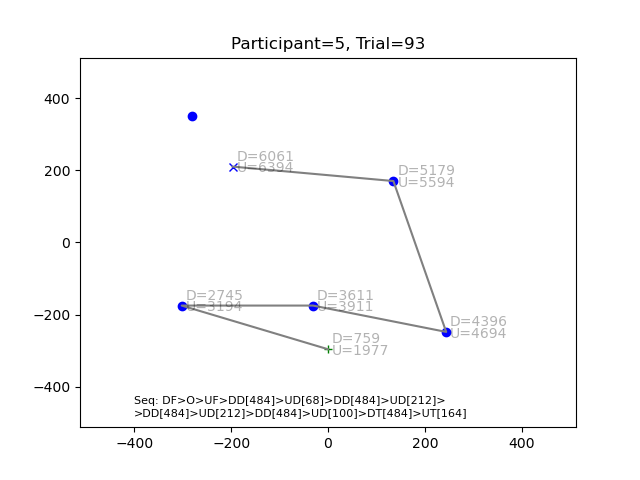 Participant=5, Trial=93
400
200
0
−200
−400
D=6061
U=6394
D=5179
U=5594
D=2745
U=3194
D=3611
U=3911
D=4396
U=4694
D=759
U=1977
Seq: DF>O>UF>DD[484]>UD[68]>DD[484]>UD[212]>
>DD[484]>UD[212]>DD[484]>UD[100]>DT[484]>UT[164]
−400 −200 0 200 400